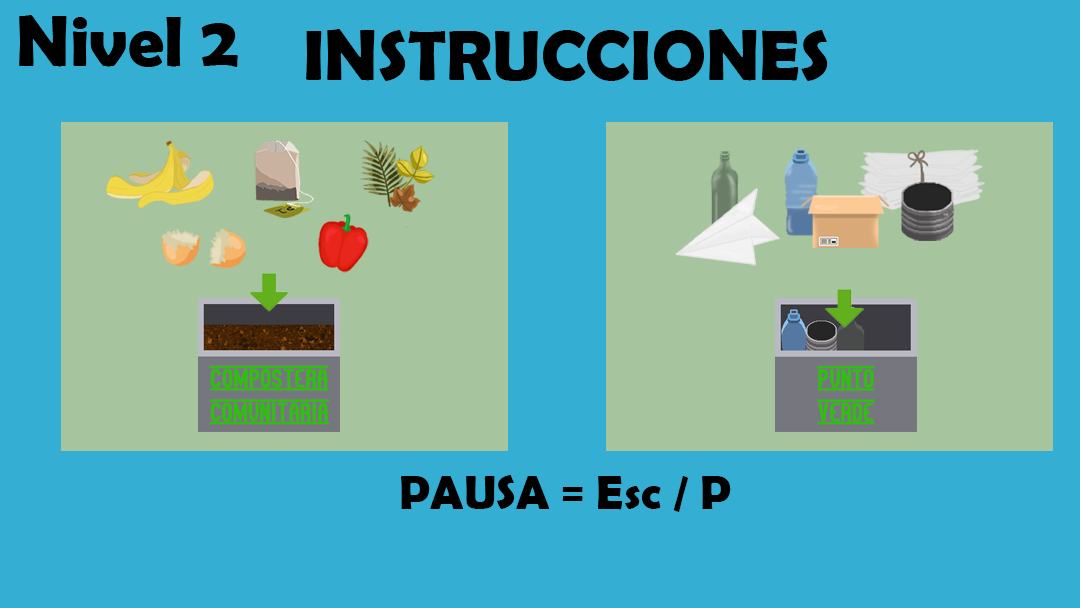 Nivel 2
INSTRUCCIONES
COMPOSTERA
COMUNITARIA
PUNTO
VERDE
PAUSA = Esc / P